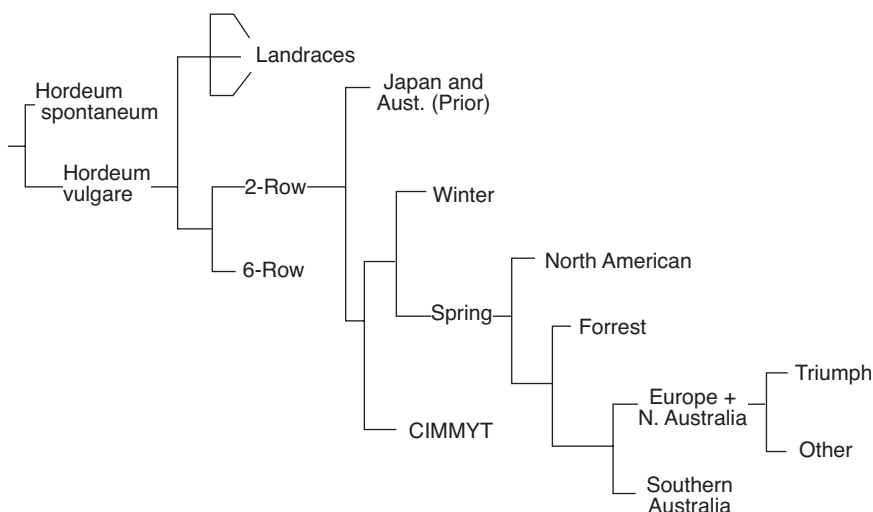 Landraces
Hordeum
spontaneum
Japan and
Aust. (Prior)
Hordeum
vulgare
2-Row
Winter
6-Row
North American
Spring
Forrest
Triumph
Europe +
N. Australia
CIMMYT
Other
Southern
Australia